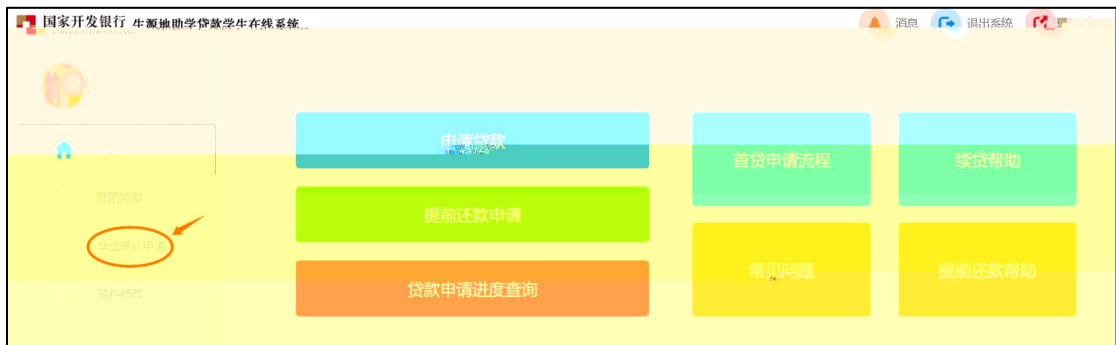 国家开发银行 生源地助学贷款学生在线系统
消息 退出系统
申请贷款
首贷申请流程
续贷帮助
我的贷款
提前还款申请
毕业确认申请
常见问题
提前还款帮助
资料修改
贷款申请进度查询